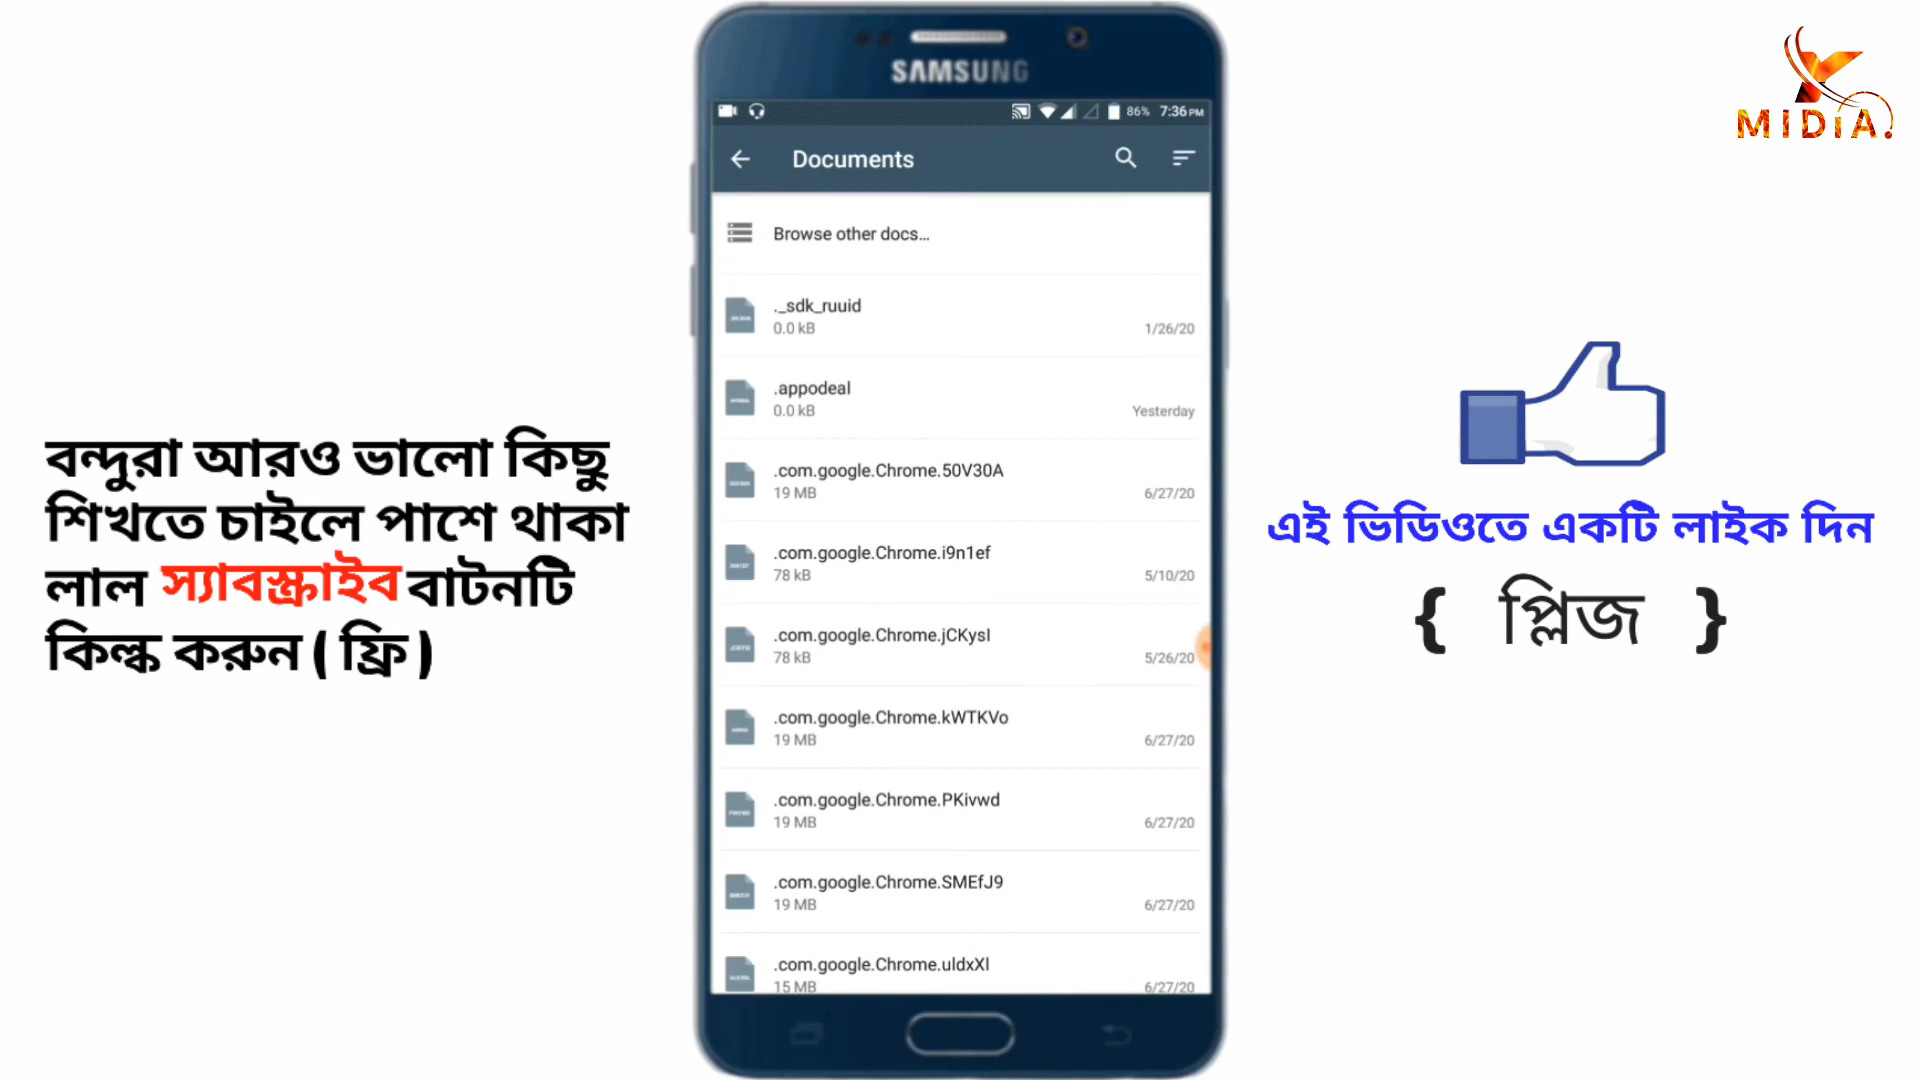 SAMSUNG
86% 7:36 PM
Documents
Browse other docs...
._sdk_ruuid
0.0 kB 1/26/20
.appodeal
0.0 kB Yesterday
.com.google.Chrome.50V30A
19 MB 6/27/20
.com.google.Chrome.i9n1ef
78 kB 5/10/20
.com.google.Chrome.jCKysI
78 kB 5/26/20
.com.google.Chrome.kWTKVo
19 MB 6/27/20
.com.google.Chrome.PKivwd
19 MB 6/27/20
.com.google.Chrome.SMEfJ9
19 MB 6/27/20
.com.google.Chrome.uldxXl
15 MB 6/27/20
বন্দুরা আরও ভালো কিছু
শিখতে চাইলে পাশে থাকা
লাল স্যাবস্ক্রাইব বাটনটি
কিল্ক করুন ( ফ্রি )
MIDiA.
এই ভিডিওতে একটি লাইক দিন
{ প্লিজ }